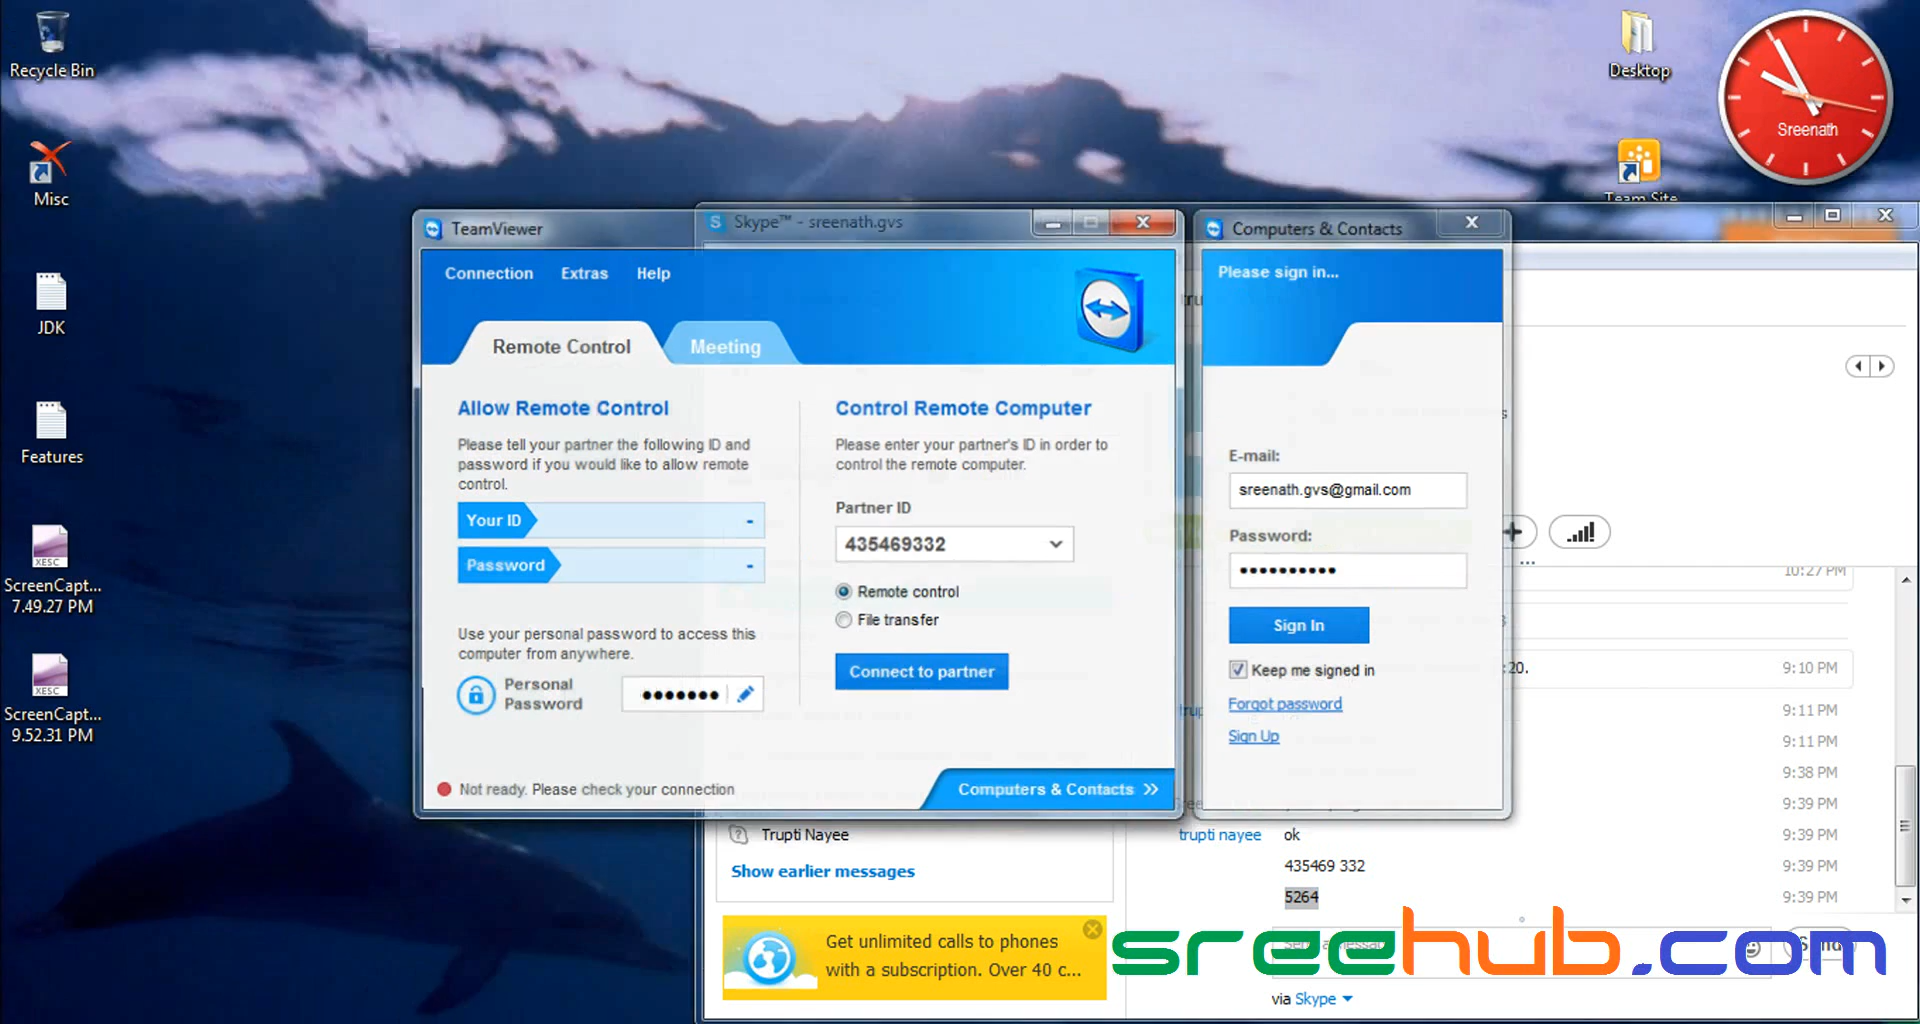 Recycle Bin
Misc
JDK
Features
XESC
ScreenCapt...
7.49.27 PM
XESC
ScreenCapt...
9.52.31 PM
Desktop
Sreenath
Team Site
TeamViewer
Skype™ - sreenath.gvs
Connection Extras Help
Remote Control
Meeting
Allow Remote Control
Please tell your partner the following ID and
password if you would like to allow remote
control.
Your ID -
Password -
Use your personal password to access this
computer from anywhere.
Personal
Password
•••••••
Not ready. Please check your connection
Control Remote Computer
Please enter your partner's ID in order to
control the remote computer.
Partner ID
435469332
Remote control
File transfer
Connect to partner
Computers & Contacts >>
Computers & Contacts
Please sign in...
E-mail:
sreenath.gvs@gmail.com
Password:
••••••••••
Sign In
Keep me signed in
Forgot password
Sign Up
10:27 PM
:20. 9:10 PM
9:11 PM
9:11 PM
9:38 PM
9:39 PM
trupti nayee ok 9:39 PM
435469 332 9:39 PM
5264 9:39 PM
Trupti Nayee
Show earlier messages
Get unlimited calls to phones
with a subscription. Over 40 c...
via Skype
sreehub.com